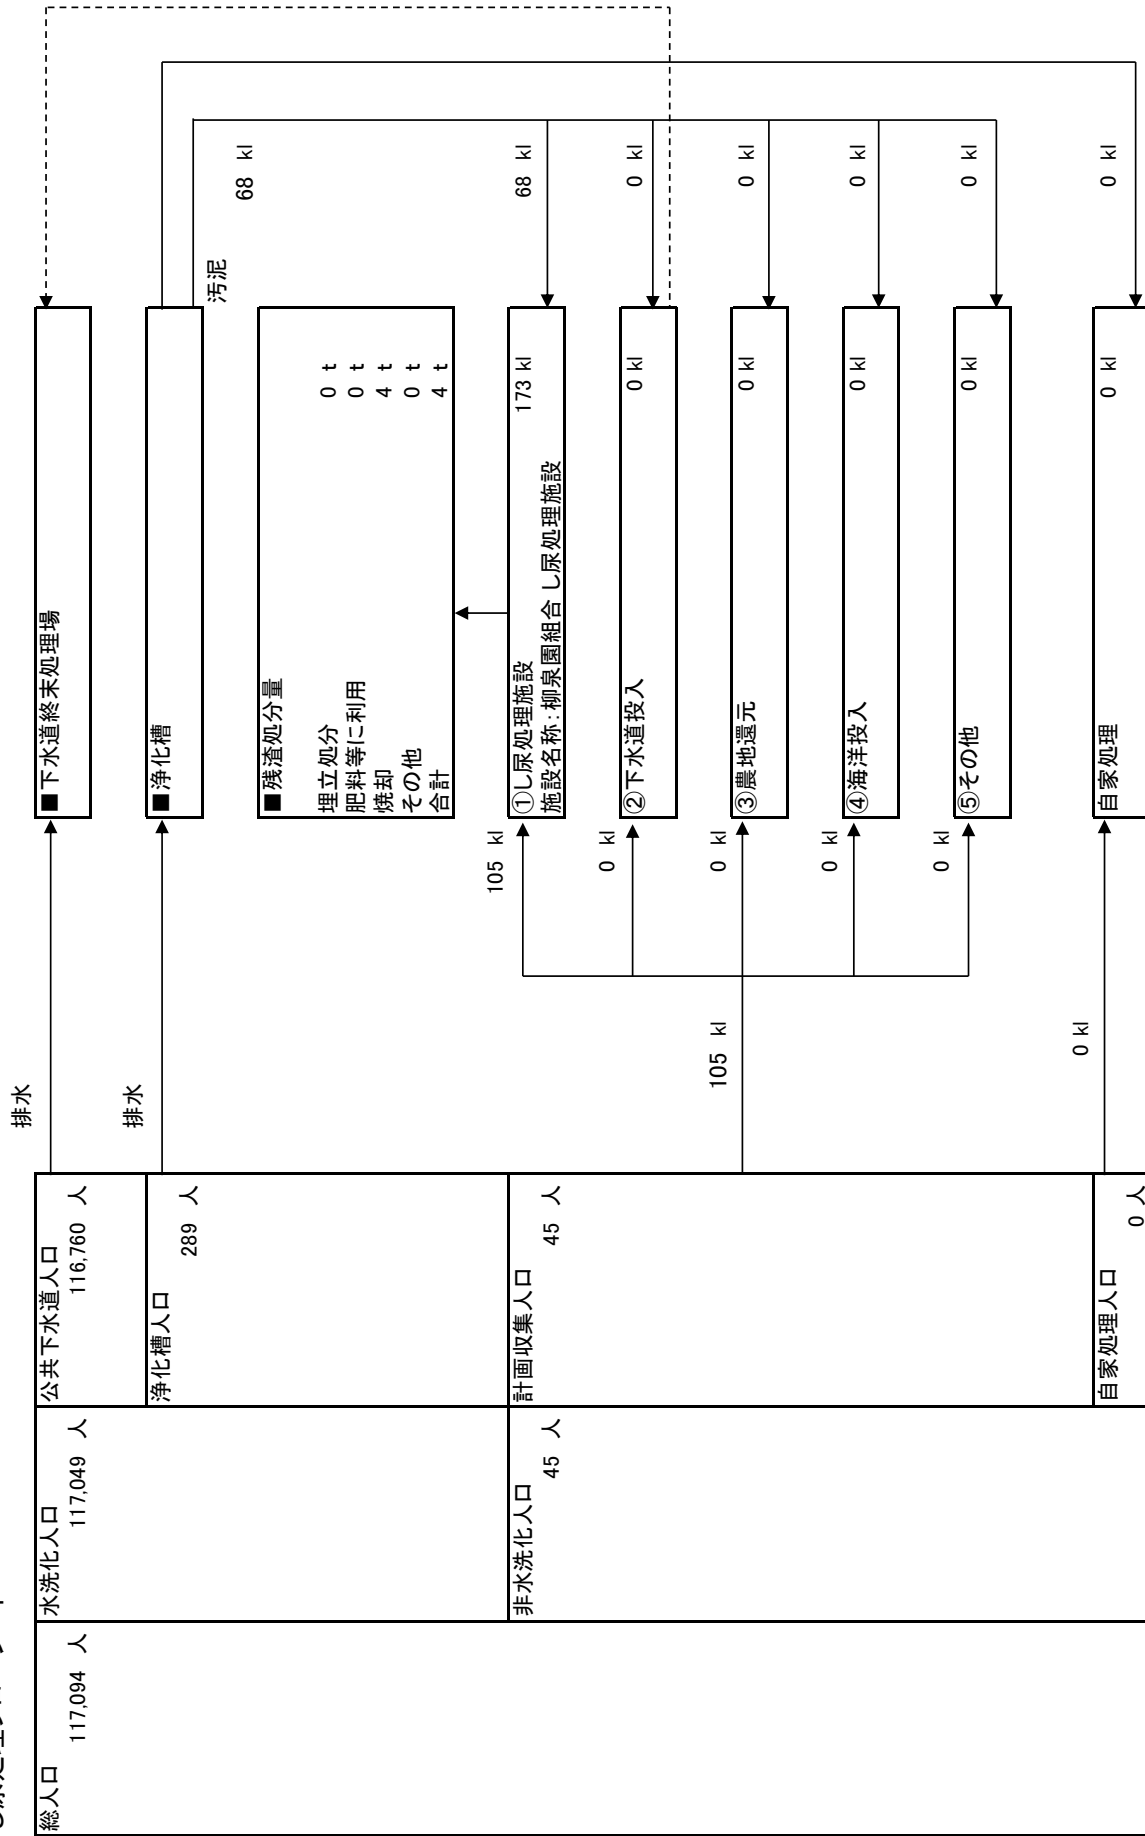 総人口
117,094 人
水洗化人口
117,049 人
公共下水道人口
116,760 人
浄化槽人口
289 人
非水洗化人口
45 人
計画収集人口
45 人
自家処理人口
0 人
排水
排水
105 kl
0 kl
105 kl
0 kl
0 kl
0 kl
0 kl
■下水道終末処理場
■浄化槽
■残渣処分量
埋立処分 0 t
肥料等に利用 0 t
焼却 4 t
その他 0 t
合計 4 t
①し尿処理施設 173 kl
施設名称:柳泉園組合 し尿処理施設
②下水道投入 0 kl
③農地還元 0 kl
④海洋投入 0 kl
⑤その他 0 kl
自家処理 0 kl
汚泥
68 kl
68 kl
0 kl
0 kl
0 kl
0 kl
0 kl